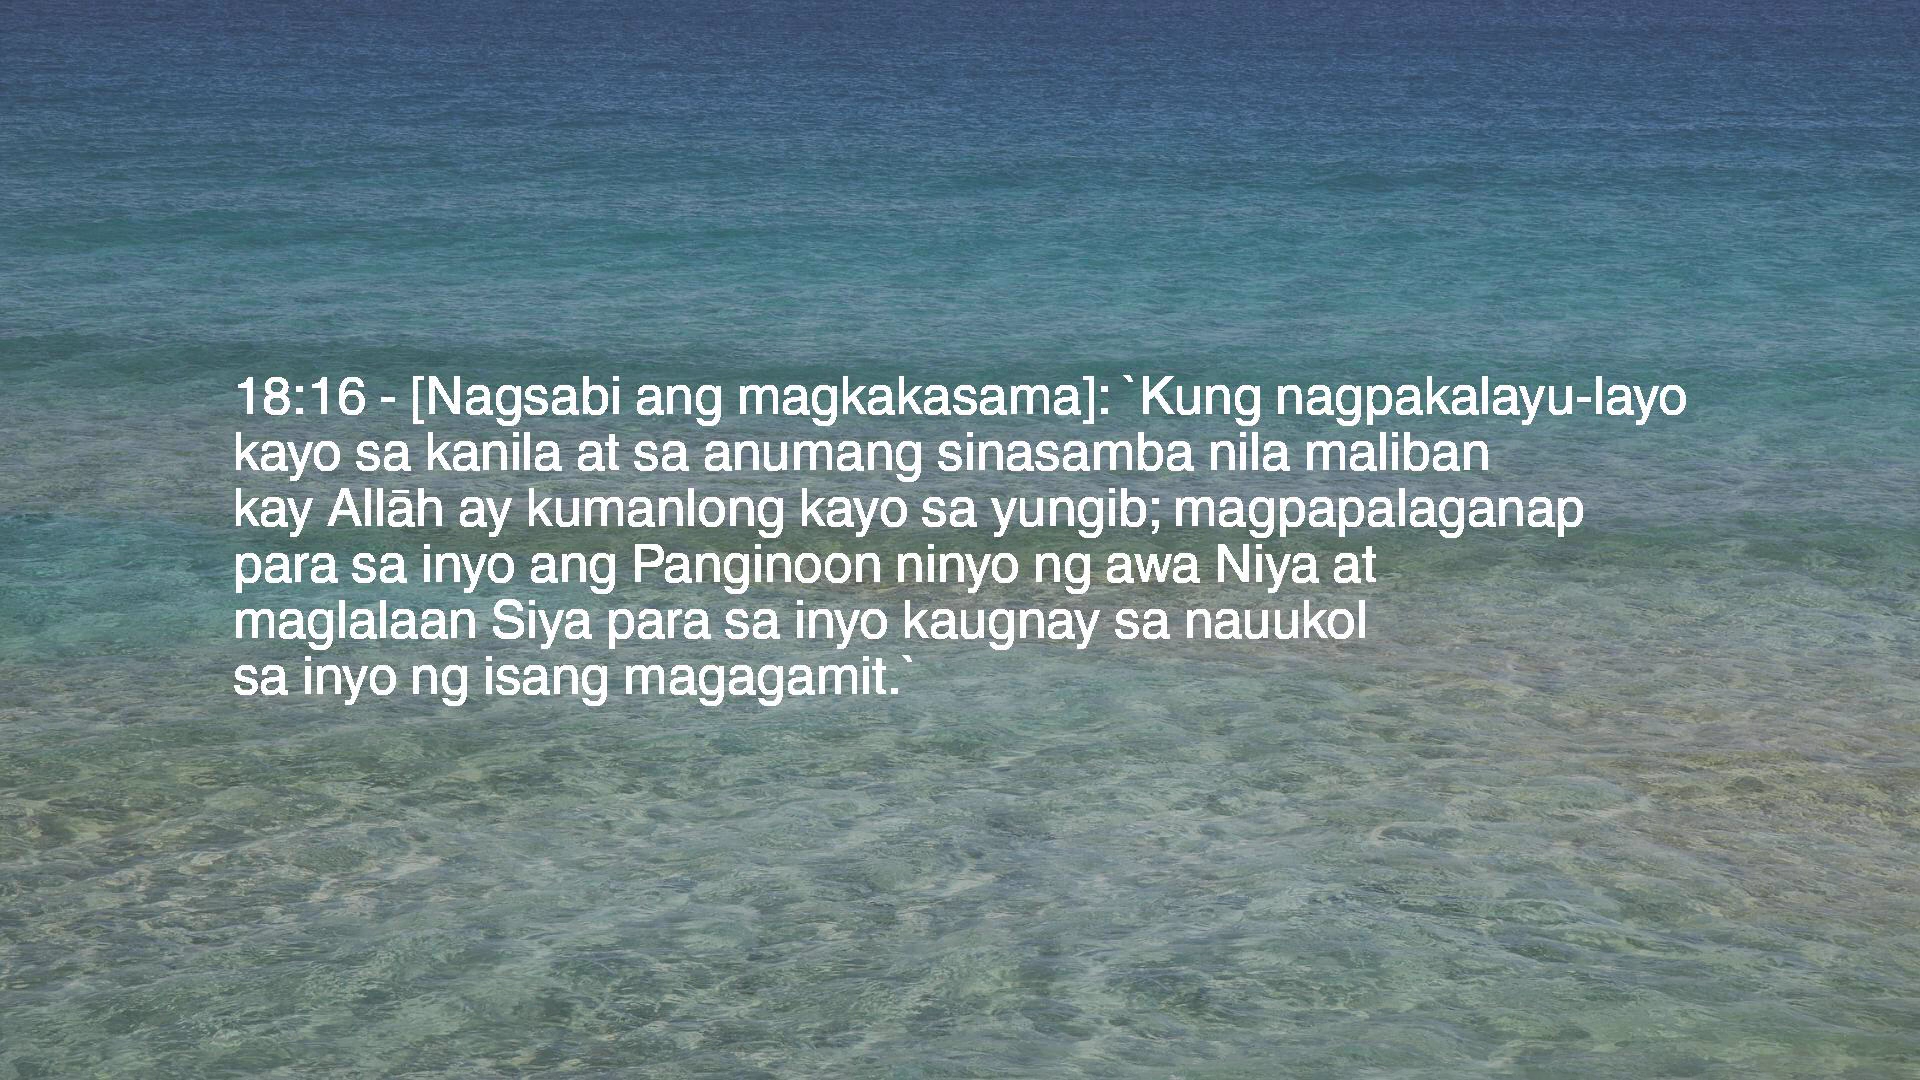 18:16 - [Nagsabi ang magkakasama]: `Kung nagpakalayu-layo
kayo sa kanila at sa anumang sinasamba nila maliban
kay Allāh ay kumanlong kayo sa yungib; magpapalaganap
para sa inyo ang Panginoon ninyo ng awa Niya at
maglalaan Siya para sa inyo kaugnay sa nauukol
sa inyo ng isang magagamit.`